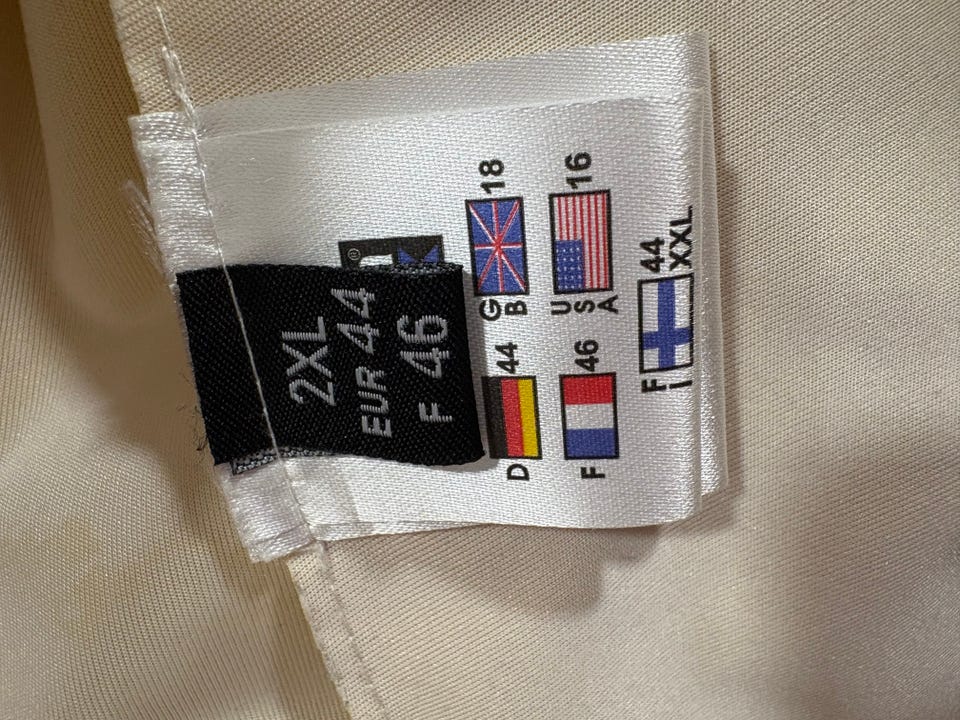 2XL
EUR 44
F 46
®
D 44 GB 18
F 46 USA 16
Fi 44 XXL